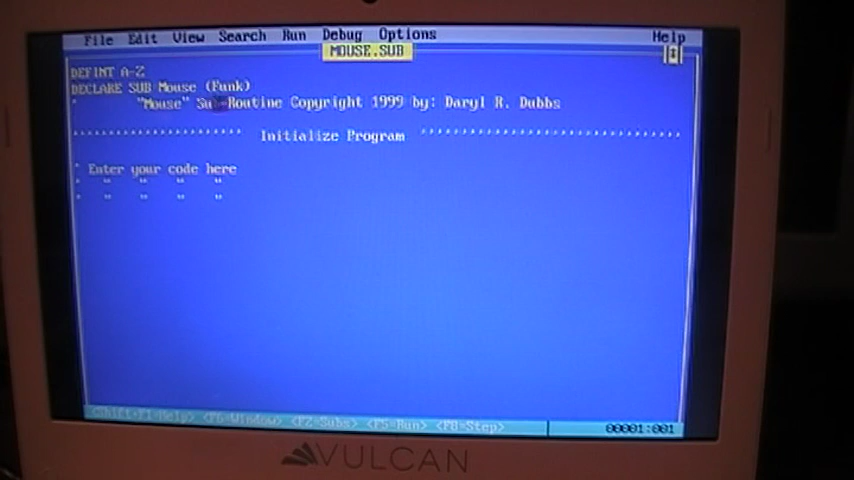 File Edit View Search Run Debug Options Help
MOUSE.SUB
DEFINT A-Z
DECLARE SUB Mouse (Funk)
' "Mouse" Sub-Routine Copyright 1999 by: Daryl R. Dubbs
'''''''''''''''''''''''' Initialize Program '''''''''''''''''''''''''''''''''''
' Enter your code here
' " " " "
' " " " "
<Shift+F1=Help> <F6=Window> <F2=Subs> <F5=Run> <F8=Step> 00001:001
VULCAN